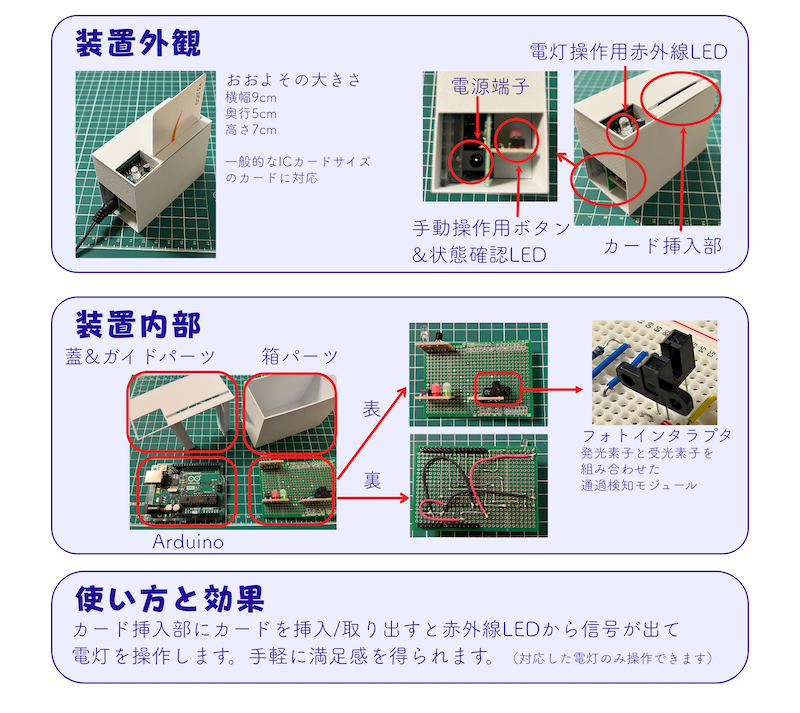 装置外観
おおよその大きさ
横幅9cm
奥行5cm
高さ7cm
一般的なICカードサイズ
のカードに対応
電灯操作用赤外線LED
電源端子
手動操作用ボタン
&状態確認LED
カード挿入部
装置内部
蓋&ガイドパーツ
箱パーツ
表
裏
Arduino
フォトインタラプタ
発光素子と受光素子を
組み合わせた
通過検知モジュール
使い方と効果
カード挿入部にカードを挿入/取り出すと赤外線LEDから信号が出て
電灯を操作します。手軽に満足感を得られます。（対応した電灯のみ操作できます）